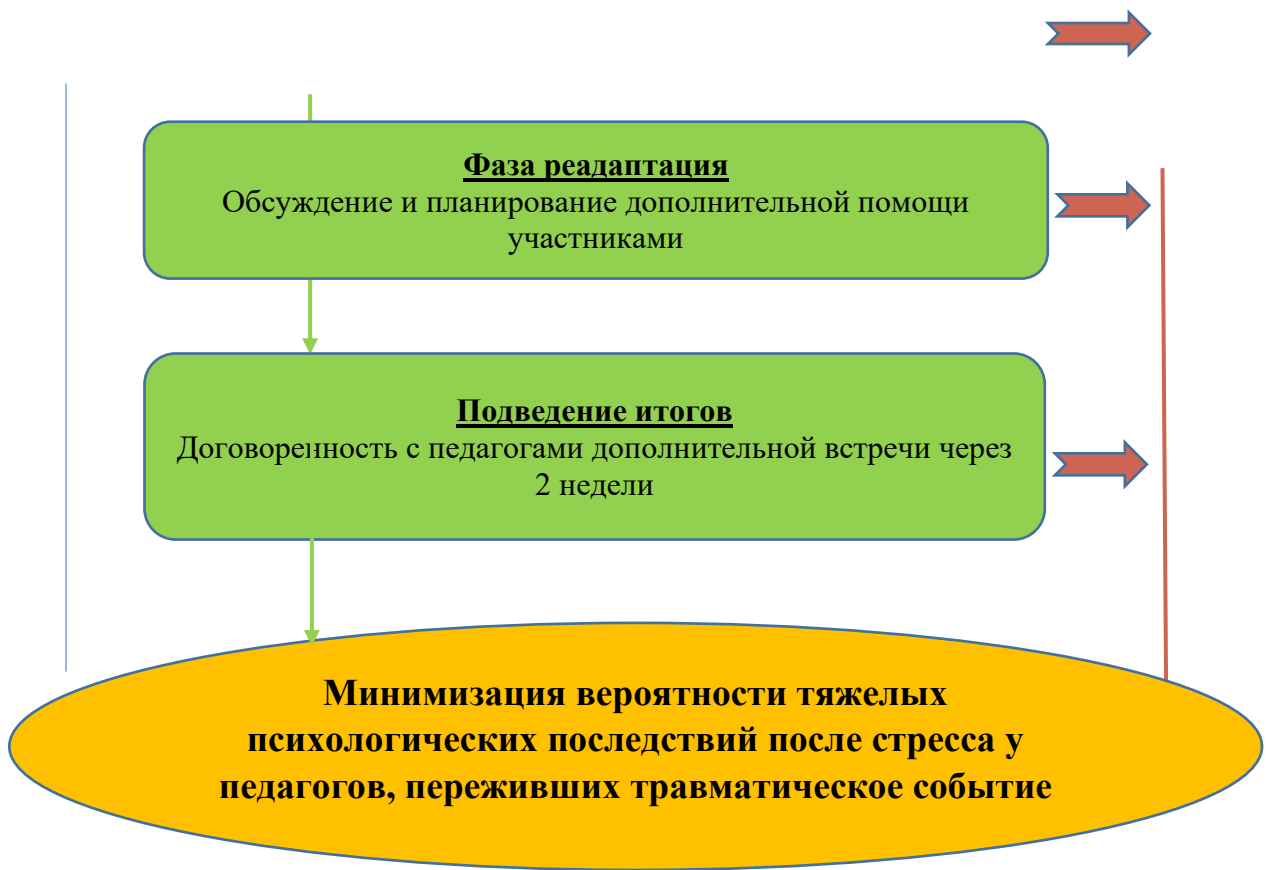 Фаза реадаптация
Обсуждение и планирование дополнительной помощи
участниками
Подведение итогов
Договоренность с педагогами дополнительной встречи через
2 недели
Минимизация вероятности тяжелых
психологических последствий после стресса у
педагогов, переживших травматическое событие